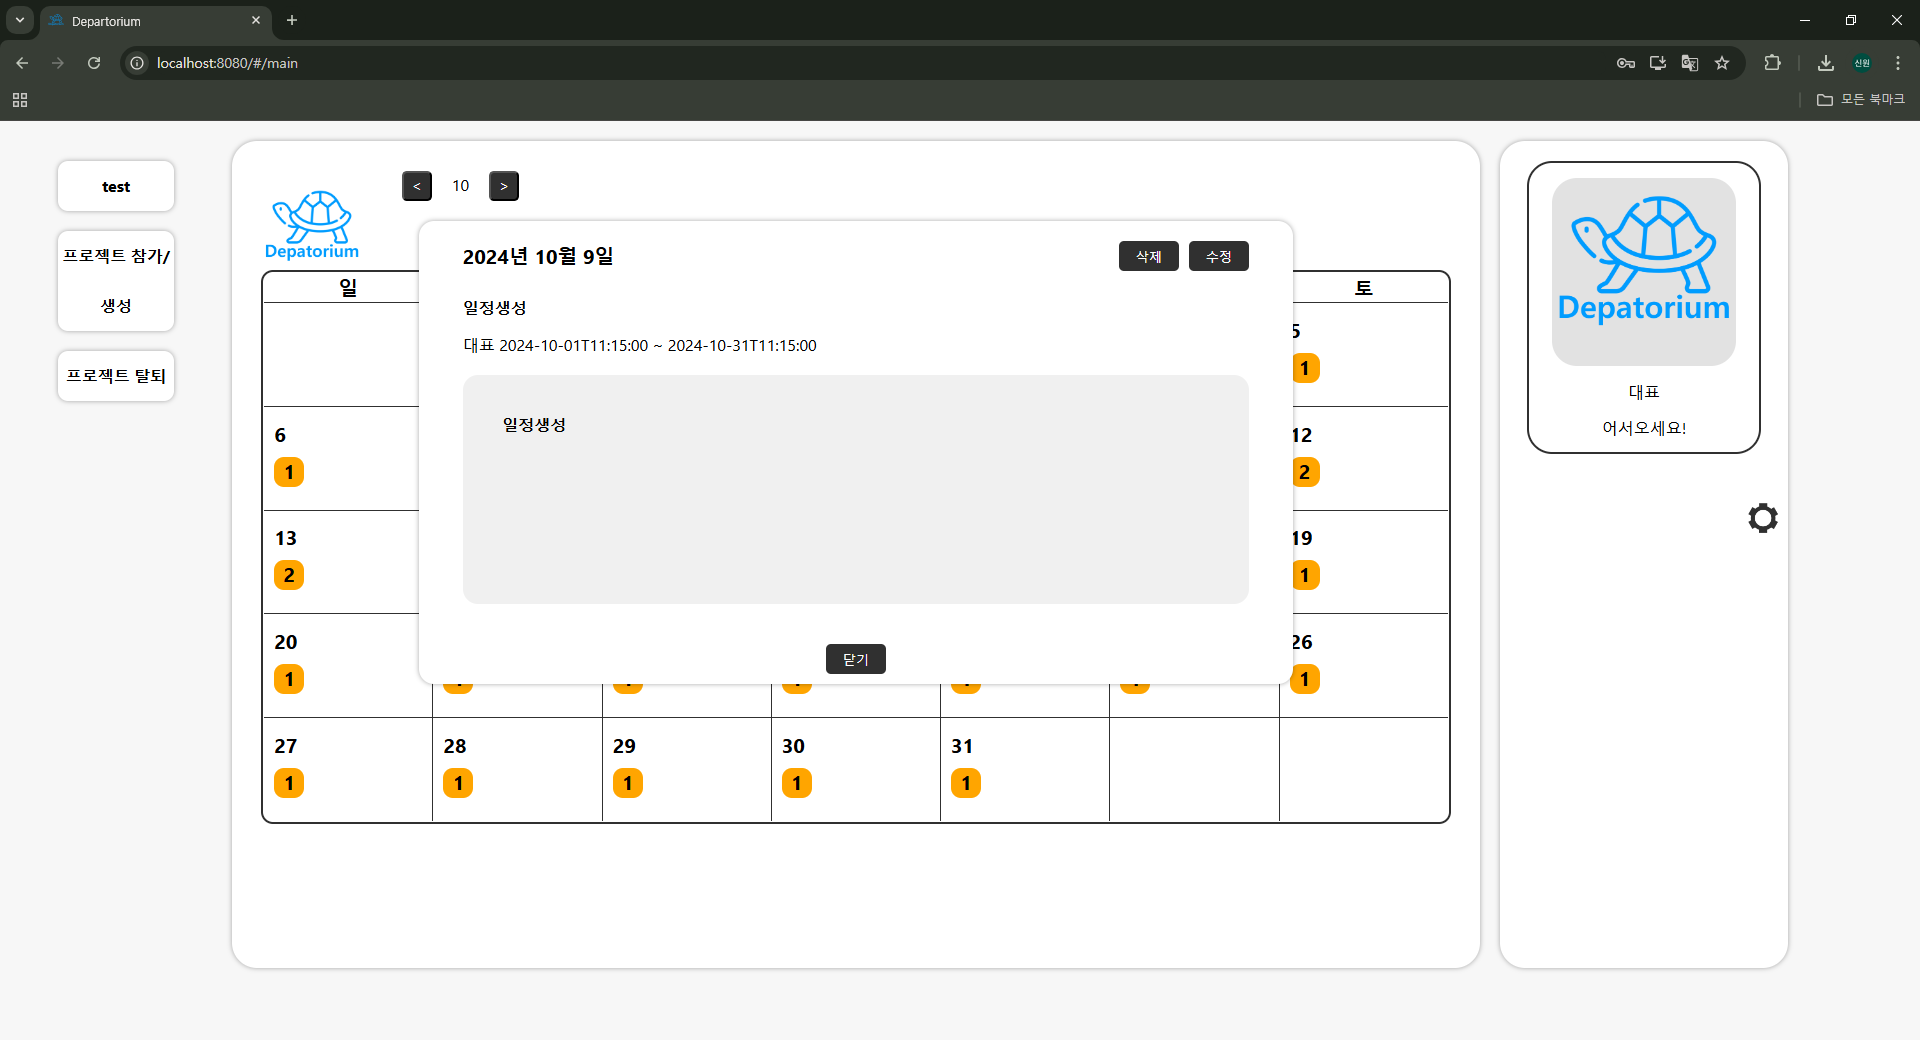 Departorium
localhost:8080/#/main
신원
모든 북마크
test
프로젝트 참가/
생성
프로젝트 탈퇴
Depatorium
<
10
>
2024년 10월 9일
삭제
수정
일정생성
대표 2024-10-01T11:15:00 ~ 2024-10-31T11:15:00
일정생성
닫기
일
토
5
1
6
1
12
2
13
2
19
1
20
1
26
1
27
1
28
1
29
1
30
1
31
1
Depatorium
대표
어서오세요!